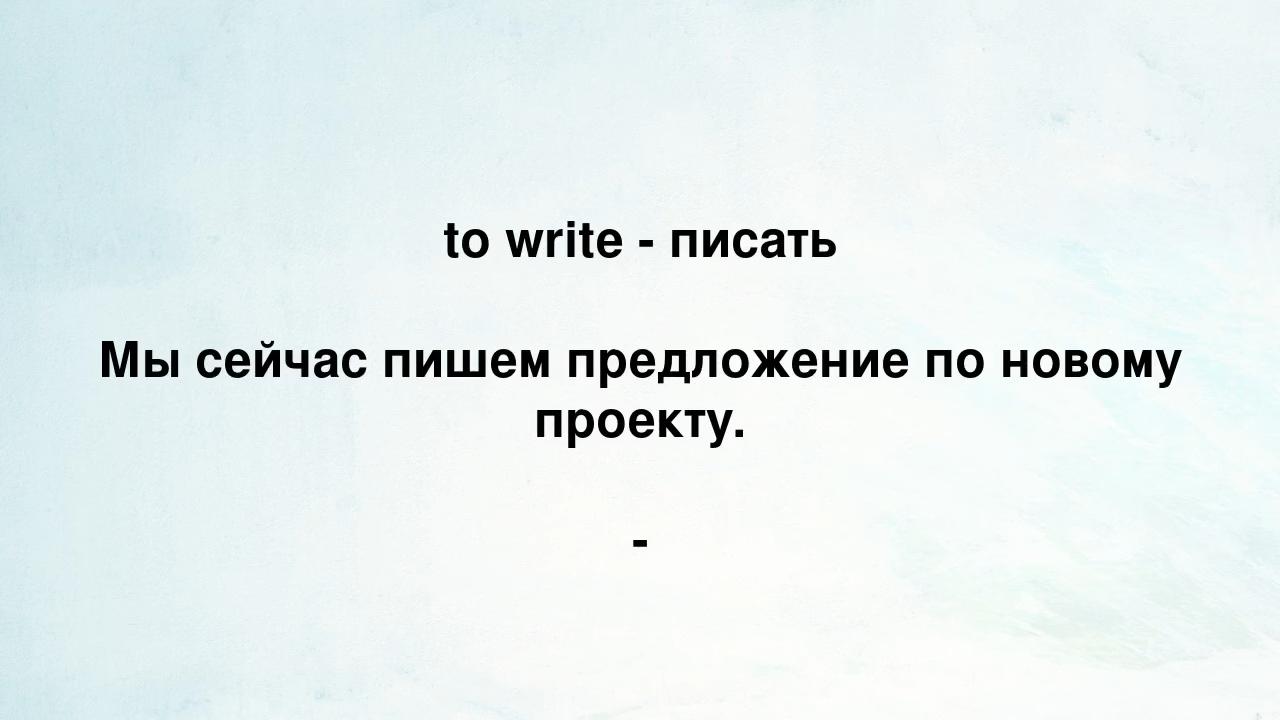 to write - писать
Мы сейчас пишем предложение по новому
проекту.
-